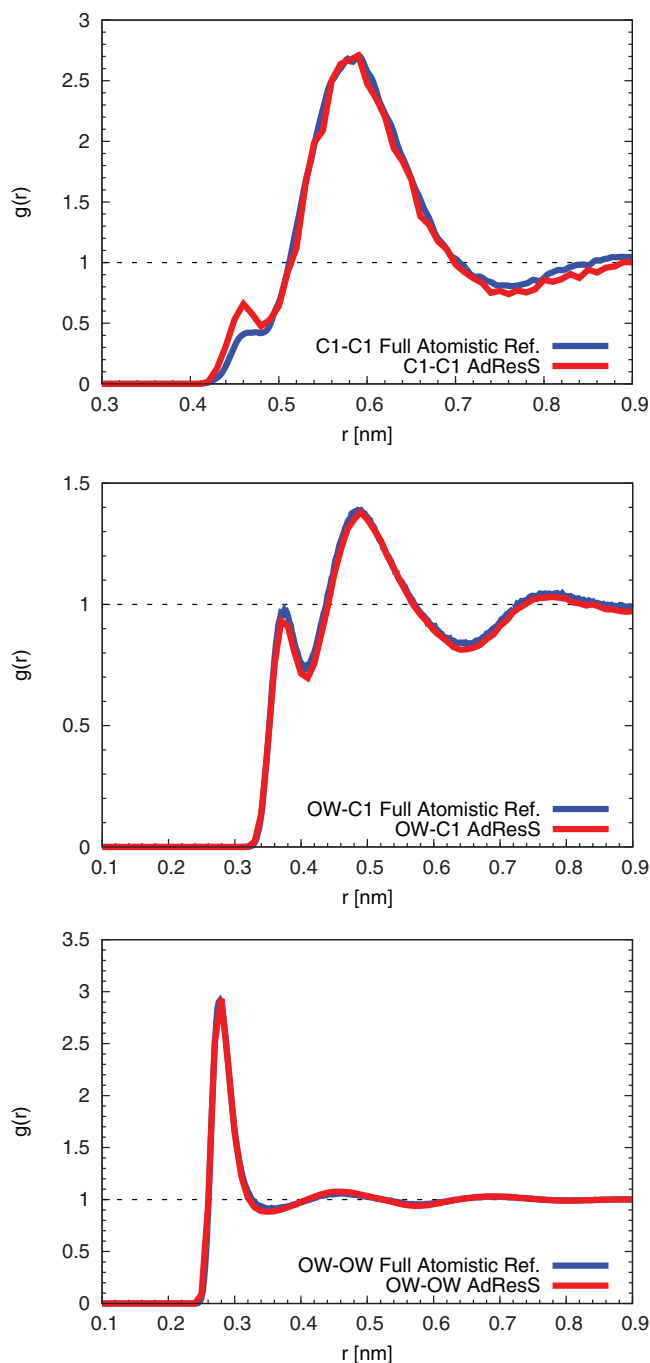 3
2.5
2
g(r)
1.5
1
0.5
C1-C1 Full Atomistic Ref.
C1-C1 AdResS
0
0.3 0.4 0.5 0.6 0.7 0.8 0.9
r [nm]
1.5
1
g(r)
0.5
OW-C1 Full Atomistic Ref.
OW-C1 AdResS
0
0.1 0.2 0.3 0.4 0.5 0.6 0.7 0.8 0.9
r [nm]
3.5
3
2.5
2
g(r)
1.5
1
0.5
OW-OW Full Atomistic Ref.
OW-OW AdResS
0
0.1 0.2 0.3 0.4 0.5 0.6 0.7 0.8 0.9
r [nm]